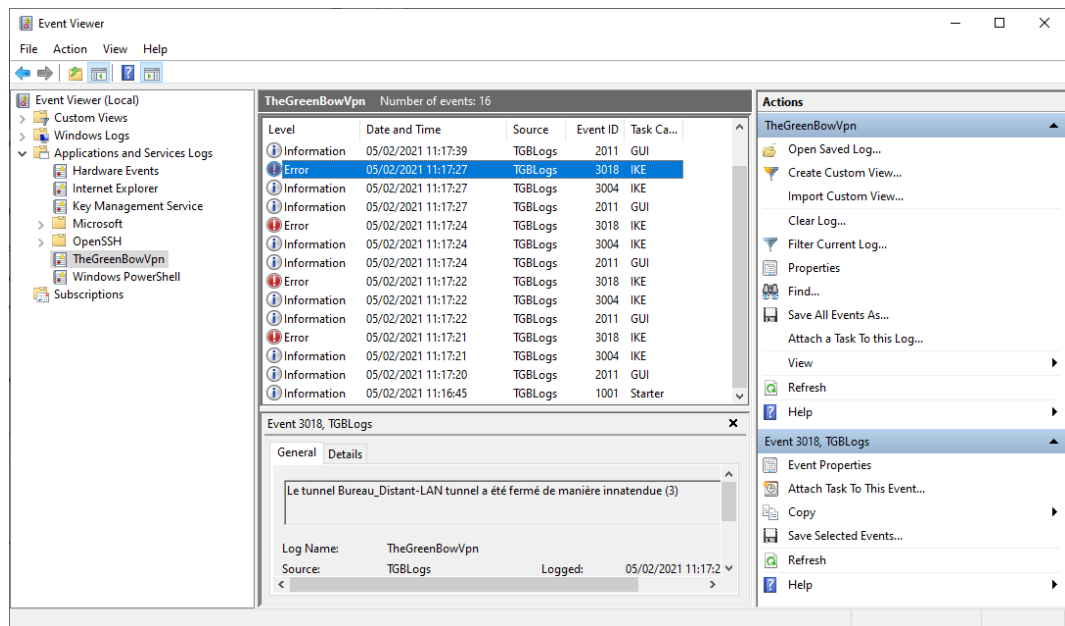 Event Viewer
File Action View Help
Event Viewer (Local)
Custom Views
Windows Logs
Applications and Services Logs
Hardware Events
Internet Explorer
Key Management Service
Microsoft
OpenSSH
TheGreenBowVpn
Windows PowerShell
Subscriptions
TheGreenBowVpn Number of events: 16
Level Date and Time Source Event ID Task Ca...
Information 05/02/2021 11:17:39 TGBLogs 2011 GUI
Error 05/02/2021 11:17:27 TGBLogs 3018 IKE
Information 05/02/2021 11:17:27 TGBLogs 3004 IKE
Information 05/02/2021 11:17:27 TGBLogs 2011 GUI
Error 05/02/2021 11:17:24 TGBLogs 3018 IKE
Information 05/02/2021 11:17:24 TGBLogs 3004 IKE
Information 05/02/2021 11:17:24 TGBLogs 2011 GUI
Error 05/02/2021 11:17:22 TGBLogs 3018 IKE
Information 05/02/2021 11:17:22 TGBLogs 3004 IKE
Information 05/02/2021 11:17:22 TGBLogs 2011 GUI
Error 05/02/2021 11:17:21 TGBLogs 3018 IKE
Information 05/02/2021 11:17:21 TGBLogs 3004 IKE
Information 05/02/2021 11:17:20 TGBLogs 2011 GUI
Information 05/02/2021 11:16:45 TGBLogs 1001 Starter
Event 3018, TGBLogs
General Details
Le tunnel Bureau_Distant-LAN tunnel a été fermé de manière innatendue (3)
Log Name: TheGreenBowVpn
Source: TGBLogs Logged: 05/02/2021 11:17:2
Actions
TheGreenBowVpn
Open Saved Log...
Create Custom View...
Import Custom View...
Clear Log...
Filter Current Log...
Properties
Find...
Save All Events As...
Attach a Task To this Log...
View
Refresh
Help
Event 3018, TGBLogs
Event Properties
Attach Task To This Event...
Copy
Save Selected Events...
Refresh
Help